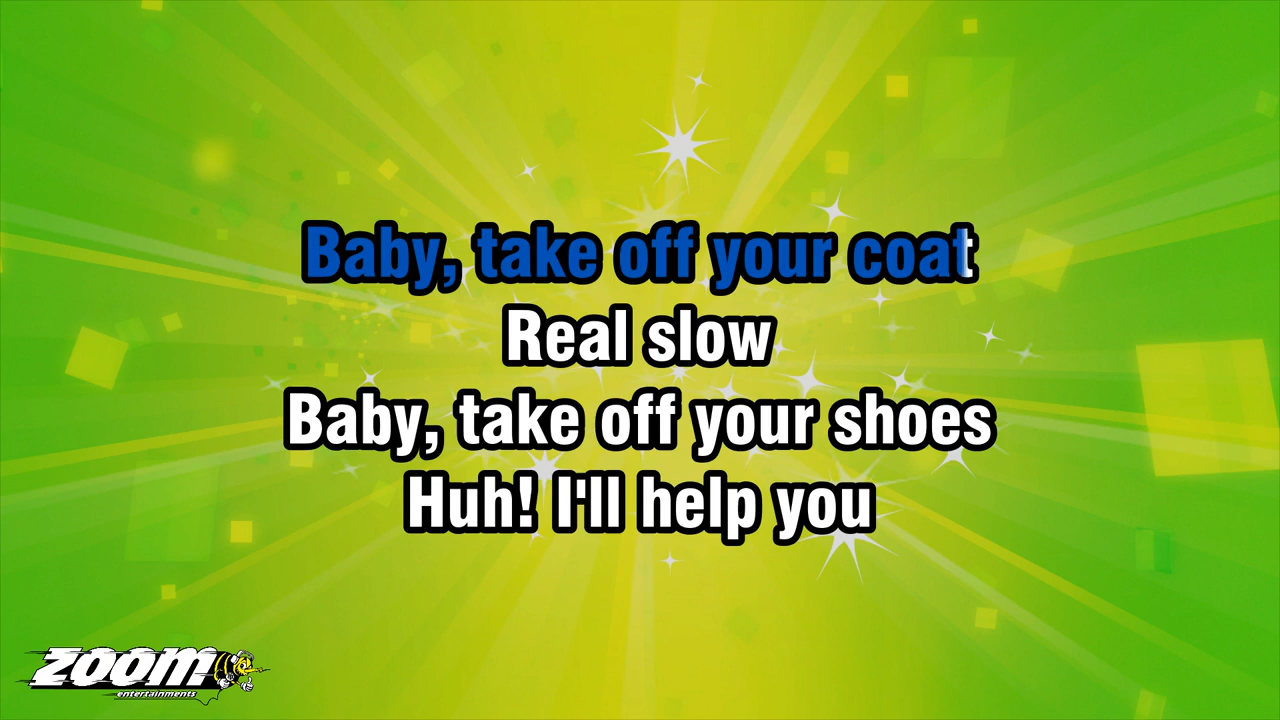 Baby, take off your coat
Real slow
Baby, take off your shoes
Huh! I'll help you
zoom
entertainments